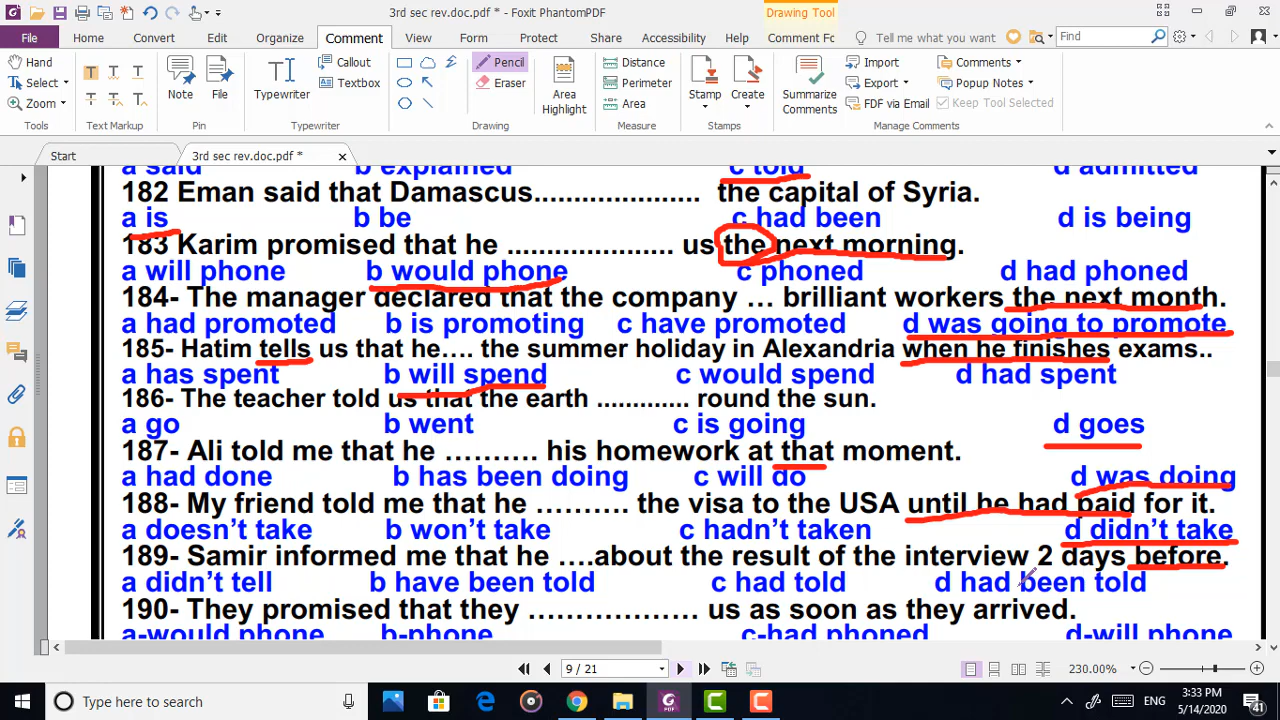 3rd sec rev.doc.pdf * - Foxit PhantomPDF
Drawing Tool
File Home Convert Edit Organize Comment View Form Protect Share Accessibility Help Comment Fc Tell me what you want... Find
Hand
Select
Zoom
Tools
Text Markup
Note
File
Pin
Typewriter
Callout
Textbox
Typewriter
Pencil
Eraser
Area Highlight
Drawing
Distance
Perimeter
Area
Measure
Stamp
Create
Stamps
Summarize Comments
Import
Export
FDF via Email
Comments
Popup Notes
Keep Tool Selected
Manage Comments
Start 3rd sec rev.doc.pdf *
a said b explained c told d admitted
182 Eman said that Damascus..................... the capital of Syria.
a is b be c had been d is being
183 Karim promised that he ..................... us the next morning.
a will phone b would phone c phoned d had phoned
184- The manager declared that the company … brilliant workers the next month.
a had promoted b is promoting c have promoted d was going to promote
185- Hatim tells us that he…. the summer holiday in Alexandria when he finishes exams..
a has spent b will spend c would spend d had spent
186- The teacher told us that the earth ............. round the sun.
a go b went c is going d goes
187- Ali told me that he ………. his homework at that moment.
a had done b has been doing c will do d was doing
188- My friend told me that he ………. the visa to the USA until he had paid for it.
a doesn’t take b won’t take c hadn’t taken d didn’t take
189- Samir informed me that he ….about the result of the interview 2 days before.
a didn’t tell b have been told c had told d had been told
190- They promised that they ……………… us as soon as they arrived.
a-would phone b-phone c-had phoned d-will phone
9 / 21
230.00%
Type here to search
ENG
3:33 PM
5/14/2020
41